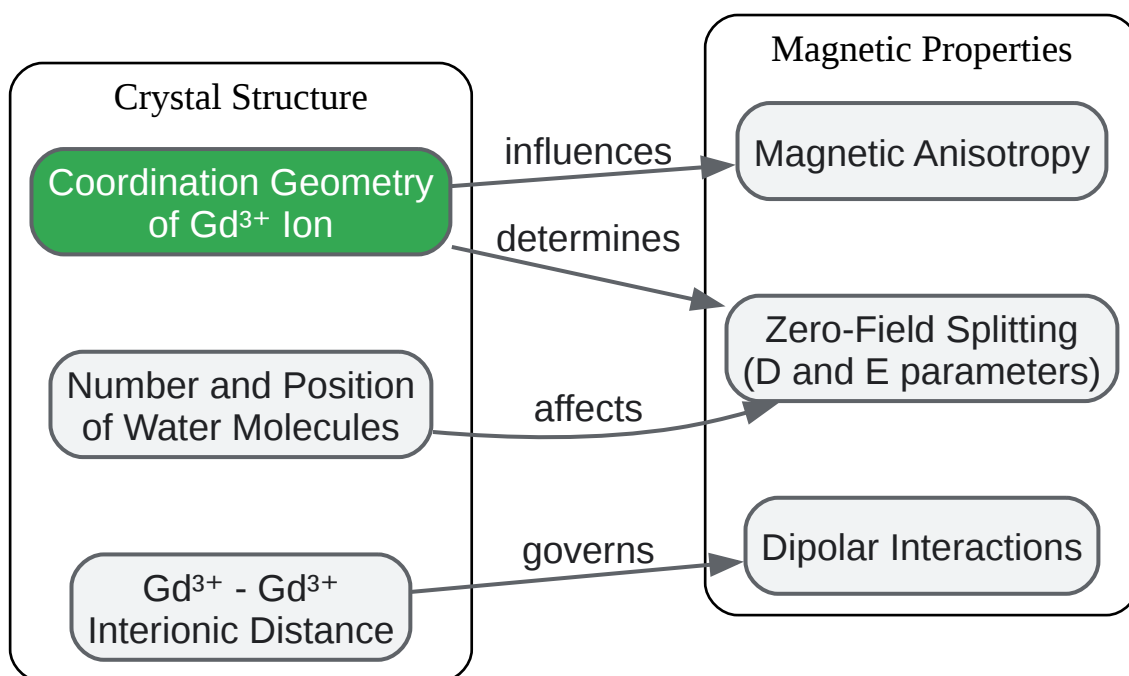 Crystal Structure
Coordination Geometry
of Gd³⁺ Ion
Number and Position
of Water Molecules
Gd³⁺ - Gd³⁺
Interionic Distance
influences
determines
affects
governs
Magnetic Properties
Magnetic Anisotropy
Zero-Field Splitting
(D and E parameters)
Dipolar Interactions